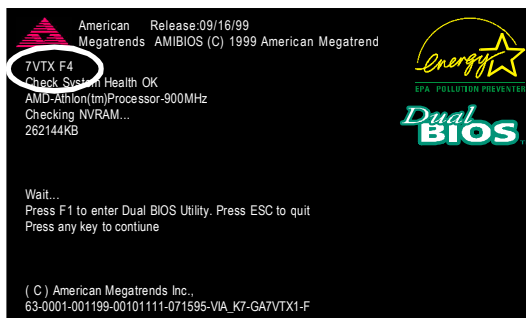 American Release:09/16/99
Megatrends AMIBIOS (C) 1999 American Megatrend
7VTX F4
Check System Health OK
AMD-Athlon(tm)Processor-900MHz
Checking NVRAM...
262144KB
energy
EPA POLLUTION PREVENTER
Dual
BIOS
Wait...
Press F1 to enter Dual BIOS Utility. Press ESC to quit
Press any key to contiune
( C ) American Megatrends Inc.,
63-0001-001199-00101111-071595-VIA_K7-GA7VTX1-F